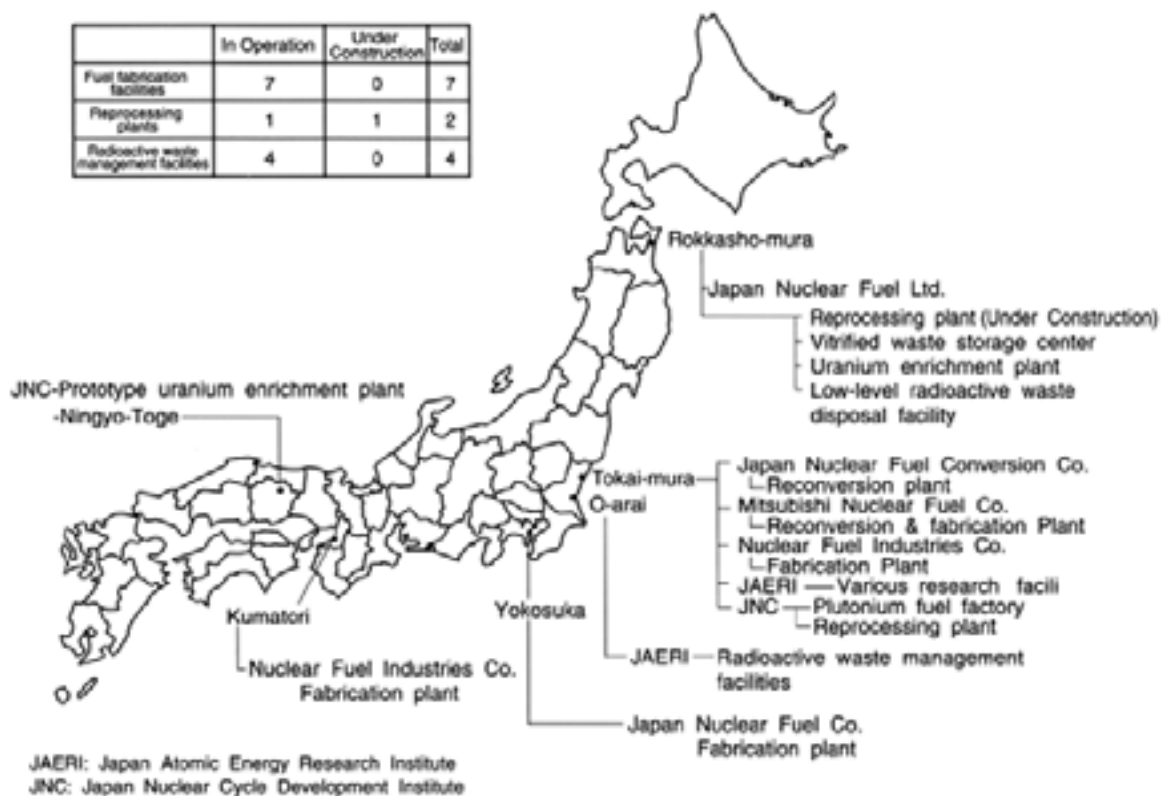 In Operation Under Construction Total
Fuel fabrication facilities 7 0 7
Reprocessing plants 1 1 2
Radioactive waste management facilities 4 0 4
Rokkasho-mura
Japan Nuclear Fuel Ltd.
Reprocessing plant (Under Construction)
Vitrified waste storage center
Uranium enrichment plant
Low-level radioactive waste
disposal facility
JNC-Prototype uranium enrichment plant
-Ningyo-Toge
Tokai-mura
Japan Nuclear Fuel Conversion Co.
Reconversion plant
Mitsubishi Nuclear Fuel Co.
Reconversion & fabrication Plant
Nuclear Fuel Industries Co.
Fabrication Plant
JAERI Various research facili
JNC Plutonium fuel factory
Reprocessing plant
O-arai
JAERI Radioactive waste management
facilities
Yokosuka
Japan Nuclear Fuel Co.
Fabrication plant
Kumatori
Nuclear Fuel Industries Co.
Fabrication plant
JAERI: Japan Atomic Energy Research Institute
JNC: Japan Nuclear Cycle Development Institute